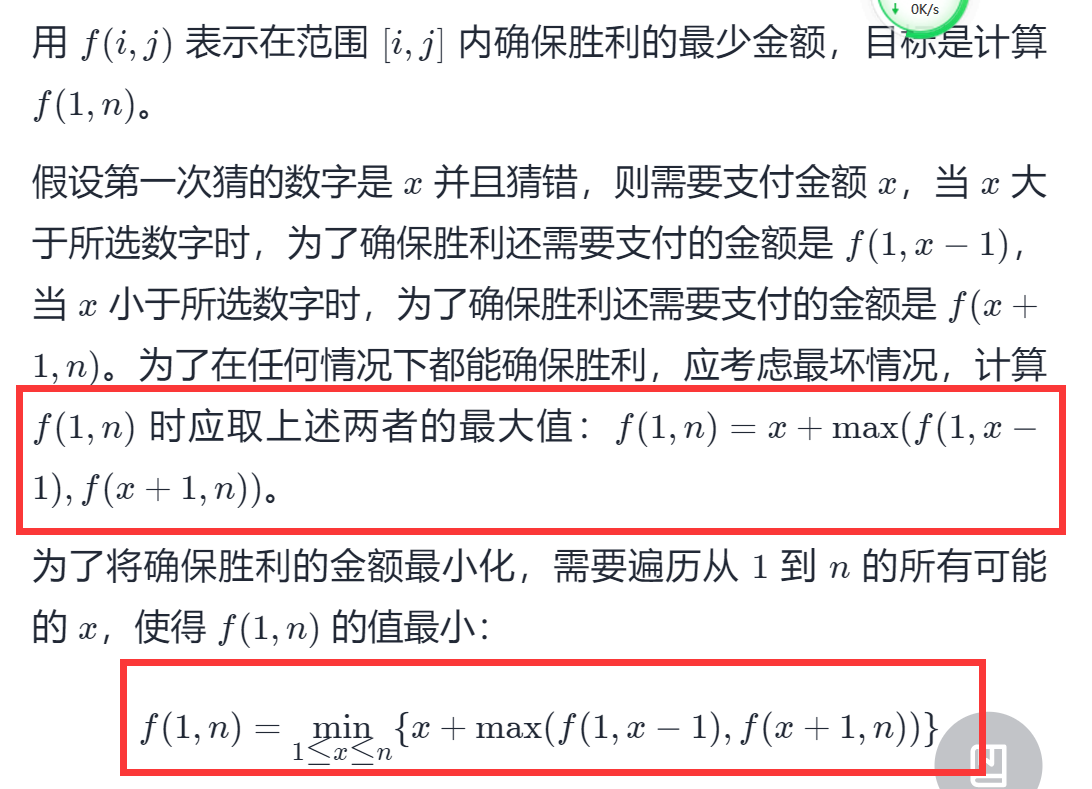 0K/s
用 f(i, j) 表示在范围 [i, j] 内确保胜利的最少金额，目标是计算
f(1, n)。
假设第一次猜的数字是 x 并且猜错，则需要支付金额 x，当 x 大
于所选数字时，为了确保胜利还需要支付的金额是 f(1, x − 1)，
当 x 小于所选数字时，为了确保胜利还需要支付的金额是 f(x +
1, n)。为了在任何情况下都能确保胜利，应考虑最坏情况，计算
f(1, n) 时应取上述两者的最大值：f(1, n) = x + max(f(1, x −
1), f(x + 1, n))。
为了将确保胜利的金额最小化，需要遍历从 1 到 n 的所有可能
的 x，使得 f(1, n) 的值最小：
f(1, n) = min {x + max(f(1, x − 1), f(x + 1, n))}
1≤x≤n